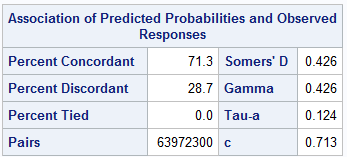 Association of Predicted Probabilities and Observed
Responses
Percent Concordant 71.3 Somers' D 0.426
Percent Discordant 28.7 Gamma 0.426
Percent Tied 0.0 Tau-a 0.124
Pairs 63972300 c 0.713